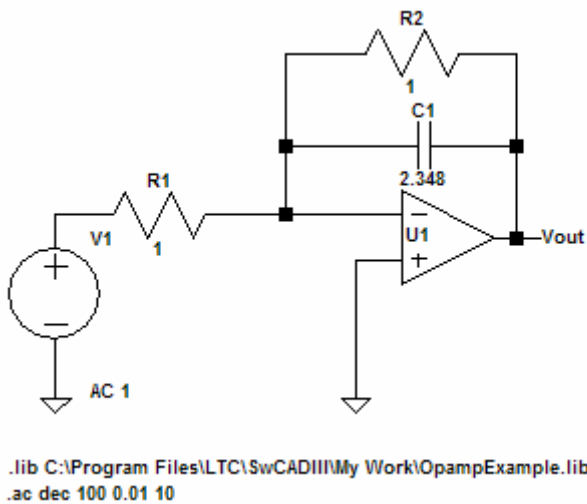 R2
1
C1
2.348
R1
1
V1
U1
Vout
AC 1
.lib C:\Program Files\LTC\SwCADIII\My Work\OpampExample.lib
.ac dec 100 0.01 10